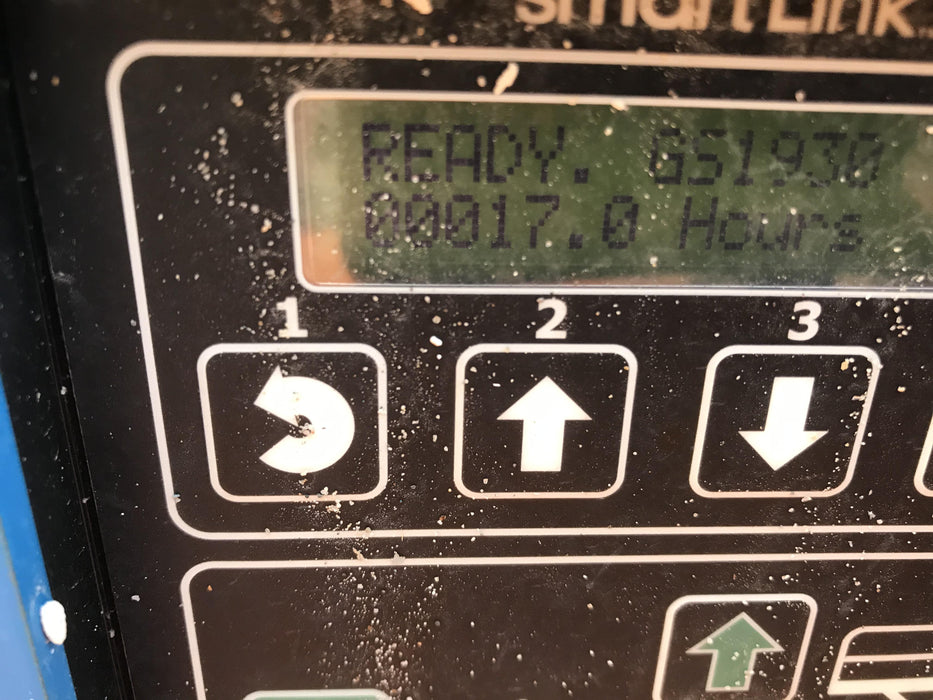 smartLink
READY. GS1930
00017.0 Hours
1 2 3